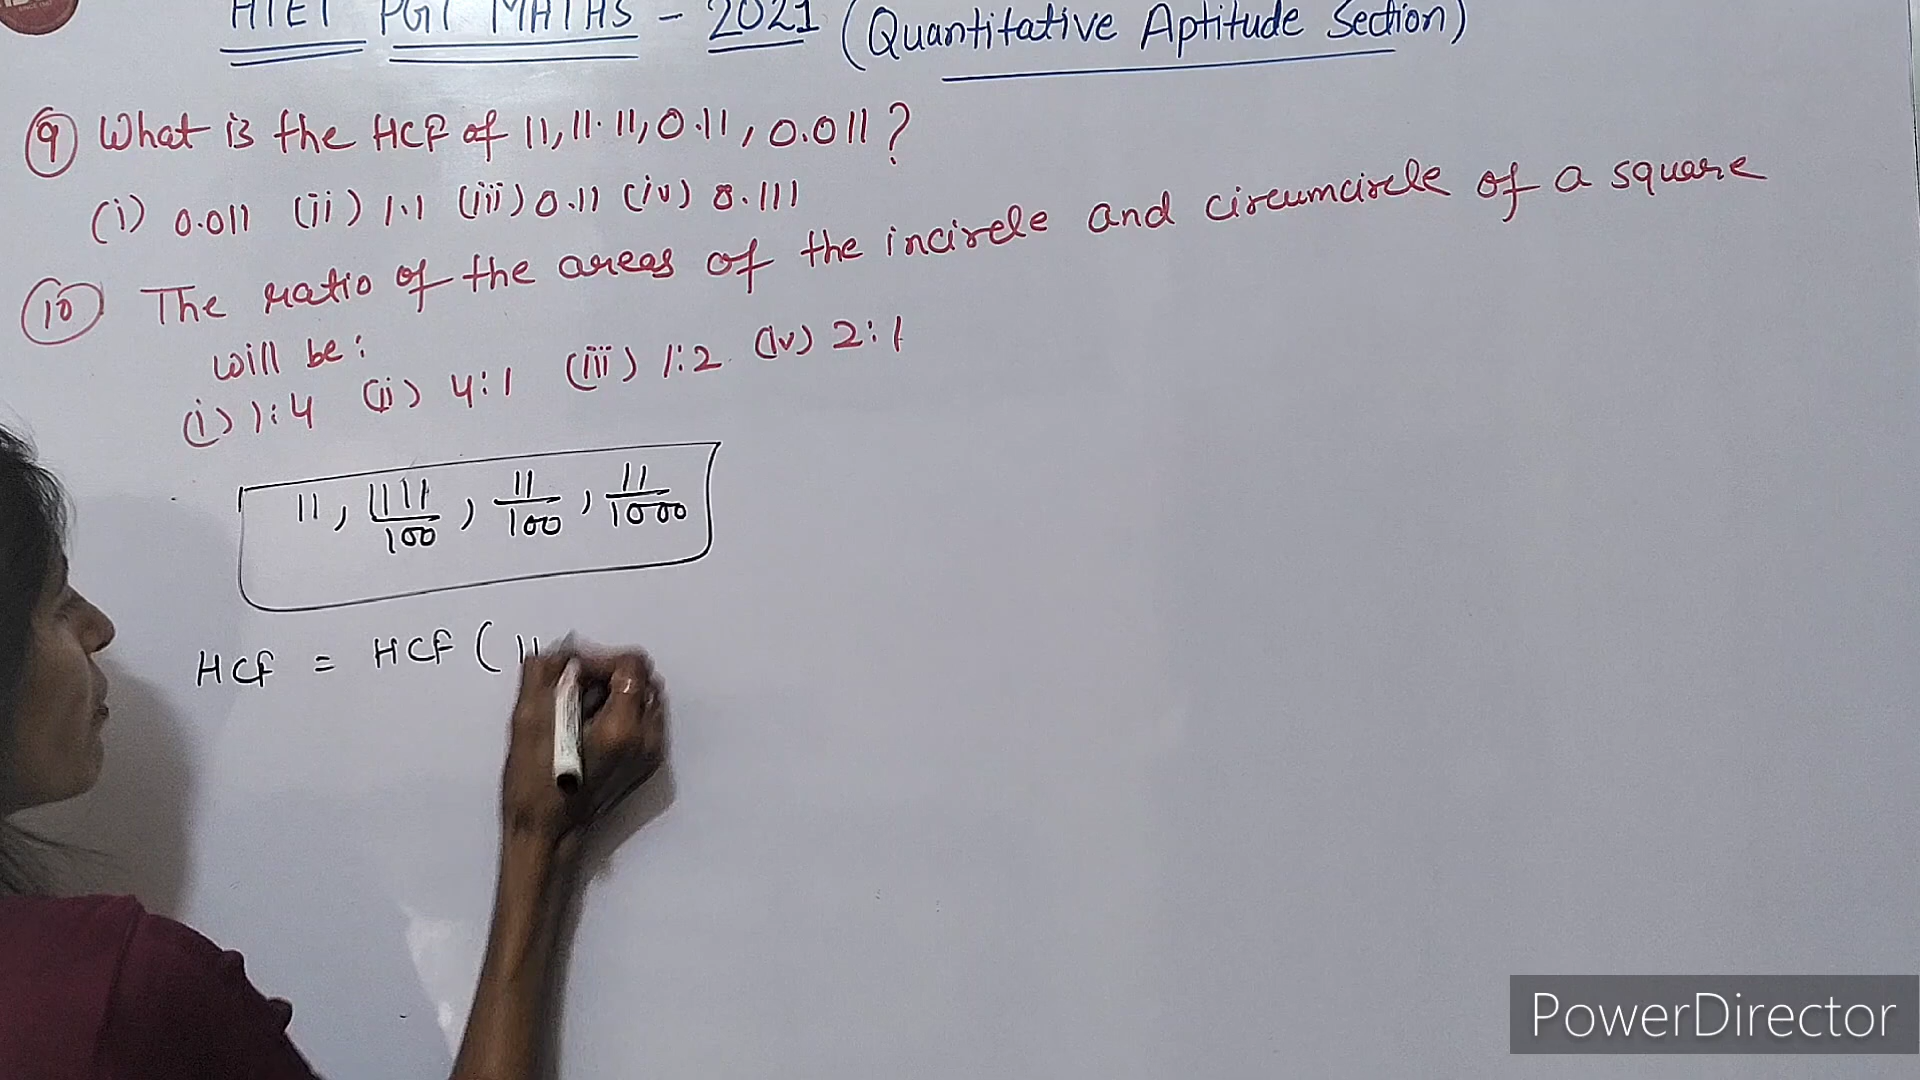 HTET PGT MATHS - 2021 (Quantitative Aptitude Section)
9 What is the HCF of 11, 11.11, 0.11, 0.011?
(i) 0.011 (ii) 1.1 (iii) 0.11 (iv) 0.111
10 The ratio of the areas of the incircle and circumcircle of a square
will be:
(i) 1:4 (ii) 4:1 (iii) 1:2 (iv) 2:1
11, 1111/100, 11/100, 11/1000
HCF = HCF ( 11
PowerDirector